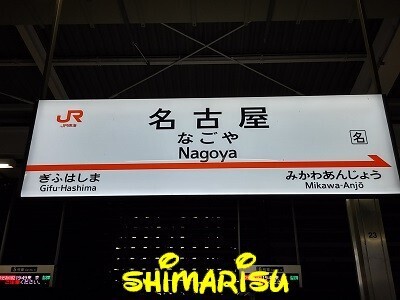 JR
JR東海
名古屋
なごや
Nagoya
名
ぎふはしま
Gifu-Hashima
みかわあんじょう
Mikawa-Anjō
23
SHIMARISU